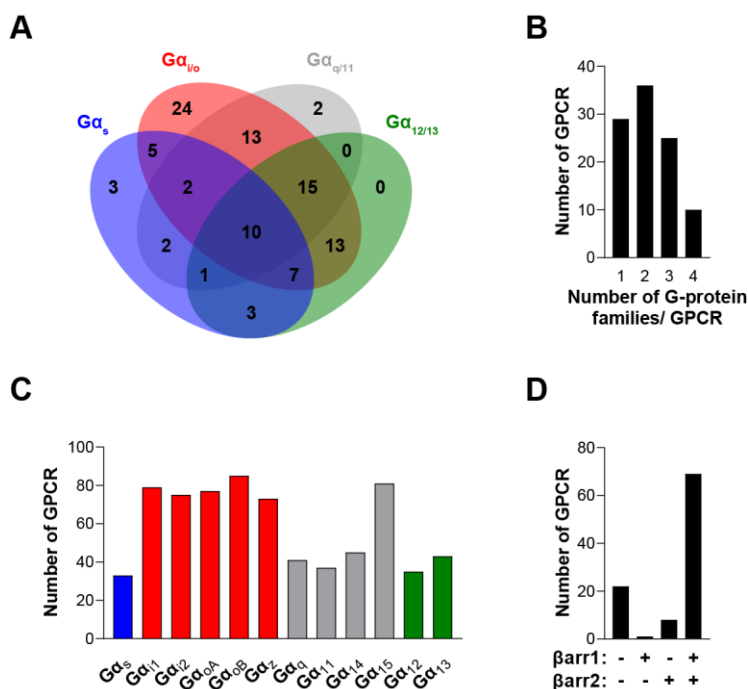 A
Gαi/o
Gαq/11
Gαs
Gα12/13
24
2
5
13
0
3
2
15
0
10
2
13
1
7
3
B
Number of GPCR
40
30
20
10
0
1 2 3 4
Number of G-protein
families/ GPCR
C
Number of GPCR
100
80
60
40
20
0
Gαs Gαi1 Gαi2 GαoA GαoB Gαz Gαq Gα11 Gα14 Gα15 Gα12 Gα13
D
Number of GPCR
80
60
40
20
0
βarr1: - + - +
βarr2: - - + +